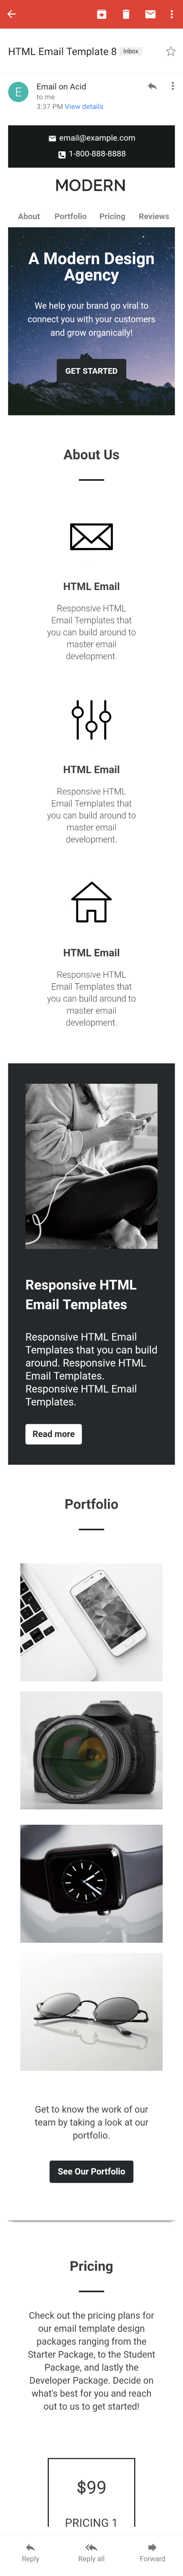 HTML Email Template 8 Inbox
E
Email on Acid
to me
3:37 PM View details
email@example.com
1-800-888-8888
MODERN
About Portfolio Pricing Reviews
A Modern Design
Agency
We help your brand go viral to
connect you with your customers
and grow organically!
GET STARTED
About Us
HTML Email
Responsive HTML
Email Templates that
you can build around to
master email
development.
HTML Email
Responsive HTML
Email Templates that
you can build around to
master email
development.
HTML Email
Responsive HTML
Email Templates that
you can build around to
master email
development.
Responsive HTML
Email Templates
Responsive HTML Email
Templates that you can build
around. Responsive HTML
Email Templates.
Responsive HTML Email
Templates.
Read more
Portfolio
Get to know the work of our
team by taking a look at our
portfolio.
See Our Portfolio
Pricing
Check out the pricing plans for
our email template design
packages ranging from the
Starter Package, to the Student
Package, and lastly the
Developer Package. Decide on
what's best for you and reach
out to us to get started!
$99
PRICING 1
Reply Reply all Forward